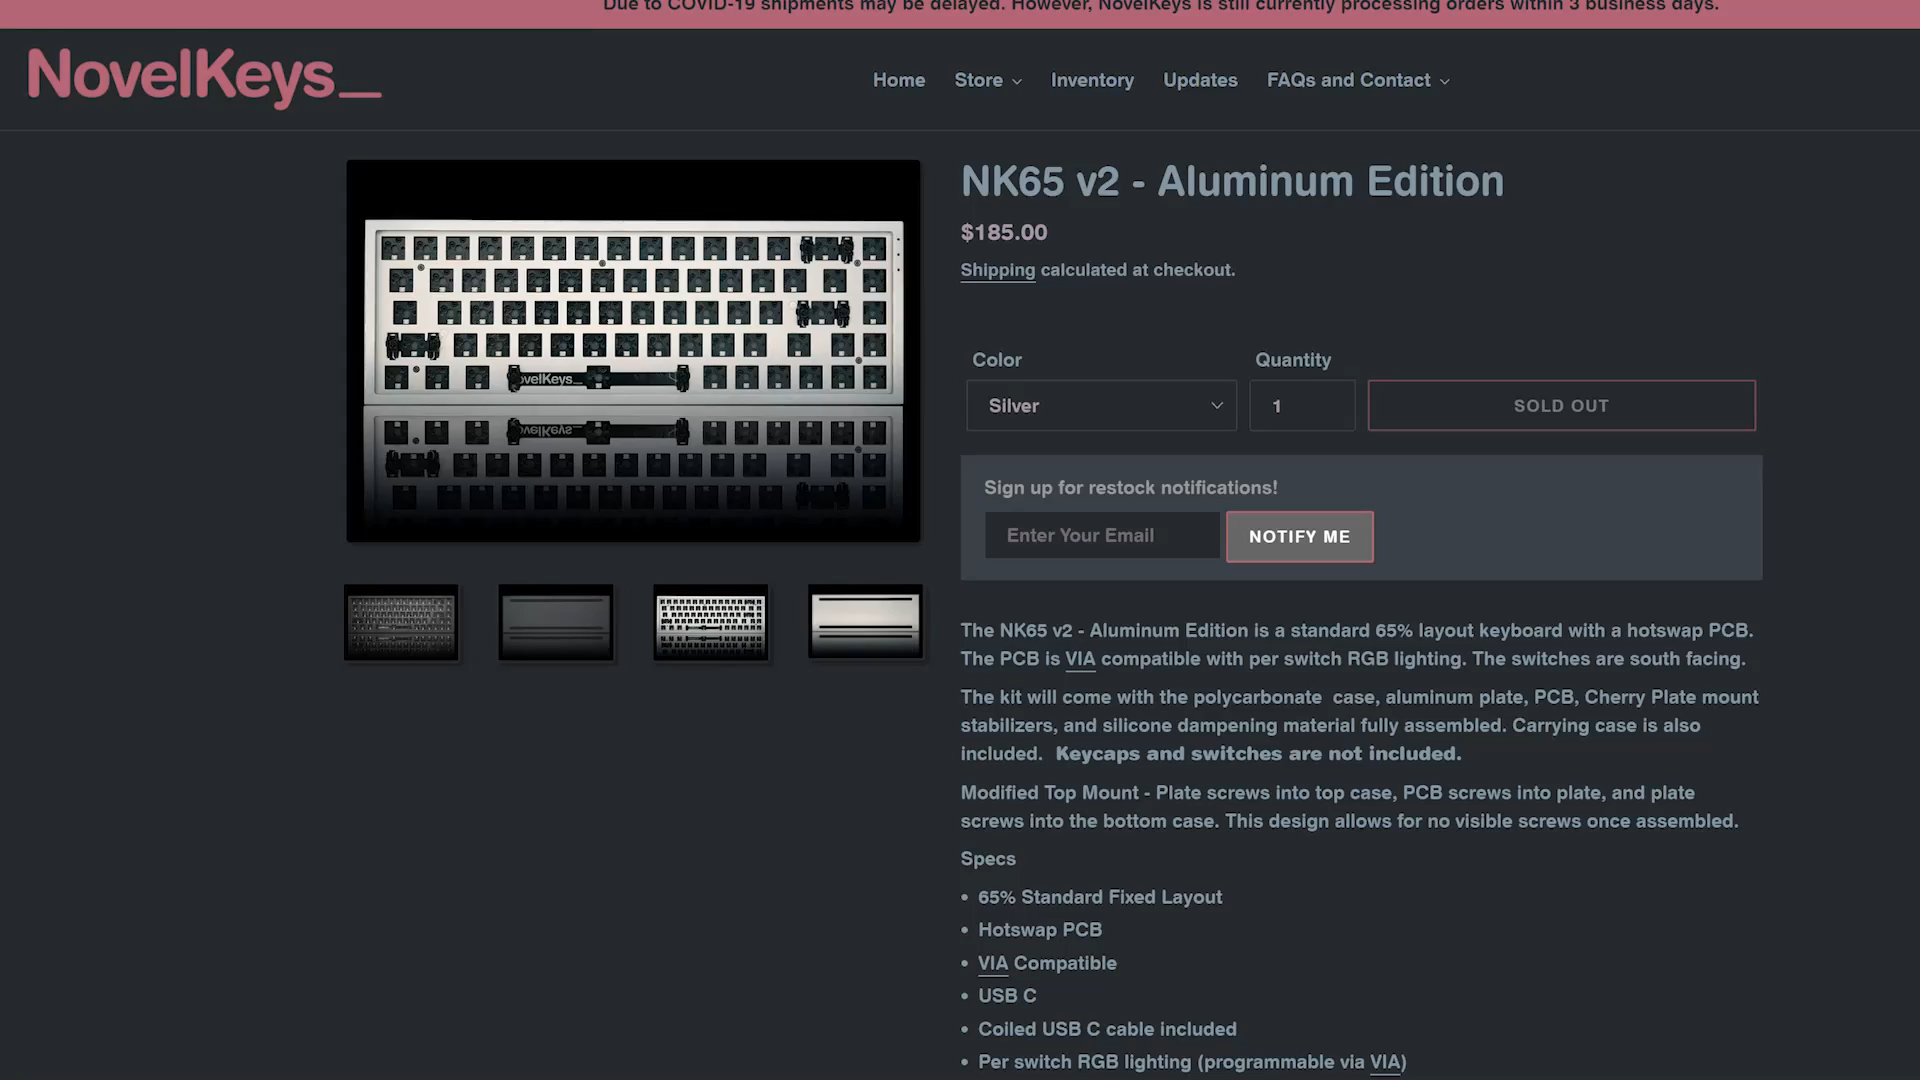 Due to COVID-19 shipments may be delayed. However, NovelKeys is still currently processing orders within 3 business days.
NovelKeys_
Home Store Inventory Updates FAQs and Contact
NK65 v2 - Aluminum Edition
$185.00
Shipping calculated at checkout.
Color Quantity
Silver 1 SOLD OUT
Sign up for restock notifications!
Enter Your Email NOTIFY ME
ovelKeys_
The NK65 v2 - Aluminum Edition is a standard 65% layout keyboard with a hotswap PCB.
The PCB is VIA compatible with per switch RGB lighting. The switches are south facing.
The kit will come with the polycarbonate case, aluminum plate, PCB, Cherry Plate mount
stabilizers, and silicone dampening material fully assembled. Carrying case is also
included. Keycaps and switches are not included.
Modified Top Mount - Plate screws into top case, PCB screws into plate, and plate
screws into the bottom case. This design allows for no visible screws once assembled.
Specs
• 65% Standard Fixed Layout
• Hotswap PCB
• VIA Compatible
• USB C
• Coiled USB C cable included
• Per switch RGB lighting (programmable via VIA)